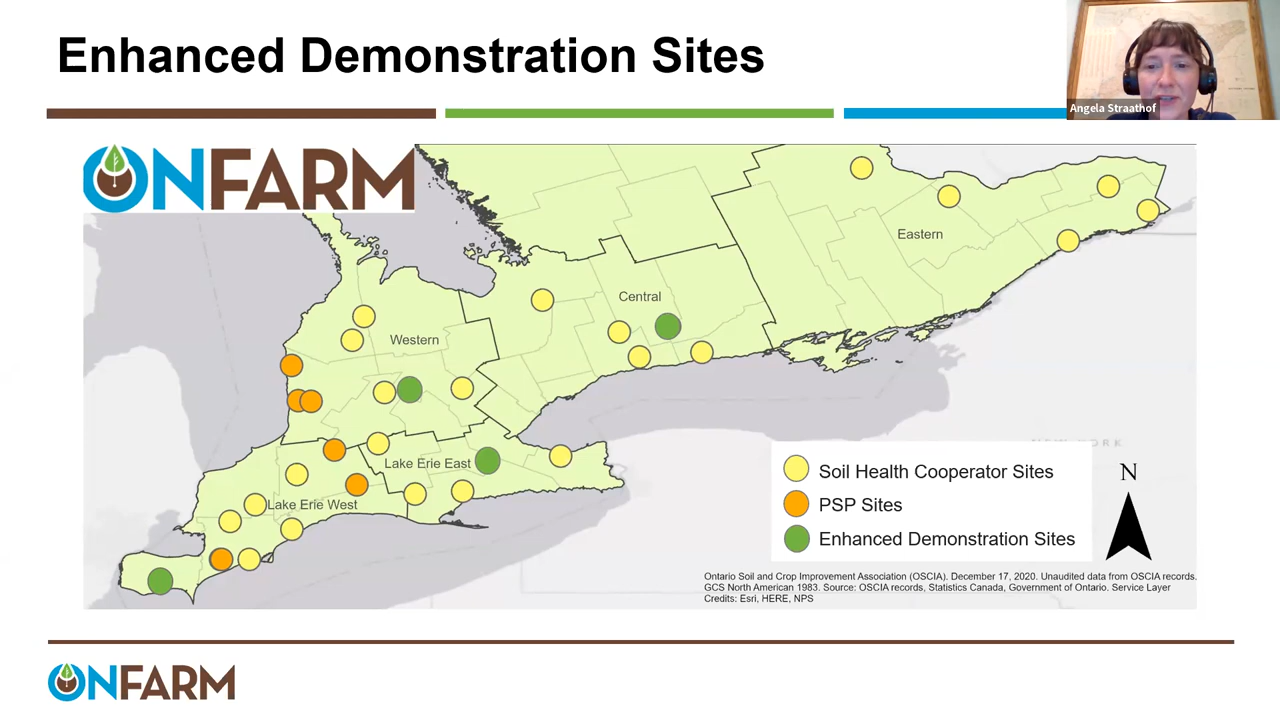 Enhanced Demonstration Sites
Angela Straathof
ONFARM
Eastern
Central
Western
Lake Erie East
Lake Erie West
NEW YORK
Soil Health Cooperator Sites
PSP Sites
Enhanced Demonstration Sites
N
Ontario Soil and Crop Improvement Association (OSCIA). December 17, 2020. Unaudited data from OSCIA records.
GCS North American 1983. Source: OSCIA records, Statistics Canada, Government of Ontario. Service Layer
Credits: Esri, HERE, NPS
ONFARM